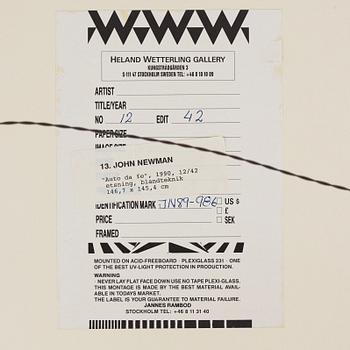 W.W.W.
HELAND WETTERLING GALLERY
KUNGSTRÄDGÅRDEN 3
S 111 47 STOCKHOLM SWEDEN TEL: +46 8 10 10 09
ARTIST
TITLE/YEAR
NO 12 EDIT 42
PAPER SIZE
IMAGE SIZE
13. JOHN NEWMAN
"Auto da fe", 1990, 12/42
etsning, blandteknik
146,7 x 145,4 cm
IDENTIFICATION MARK JN89-986 US $
PRICE £
FRAMED SEK
MOUNTED ON ACID-FREEBOARD · PLEXIGLASS 231 · ONE
OF THE BEST UV-LIGHT PROTECTION IN PRODUCTION.
WARNING
· NEVER LAY FLAT FACE DOWN USE NO TAPE PLEXI-GLASS.
THIS MONTAGE IS MADE BY THE BEST MATERIAL AVAIL-
ABLE IN TODAYS MARKET.
THE LABEL IS YOUR GUARANTEE TO MATERIAL FAILURE.
JANNES RAMBOD
STOCKHOLM TEL: +46 8 11 31 40